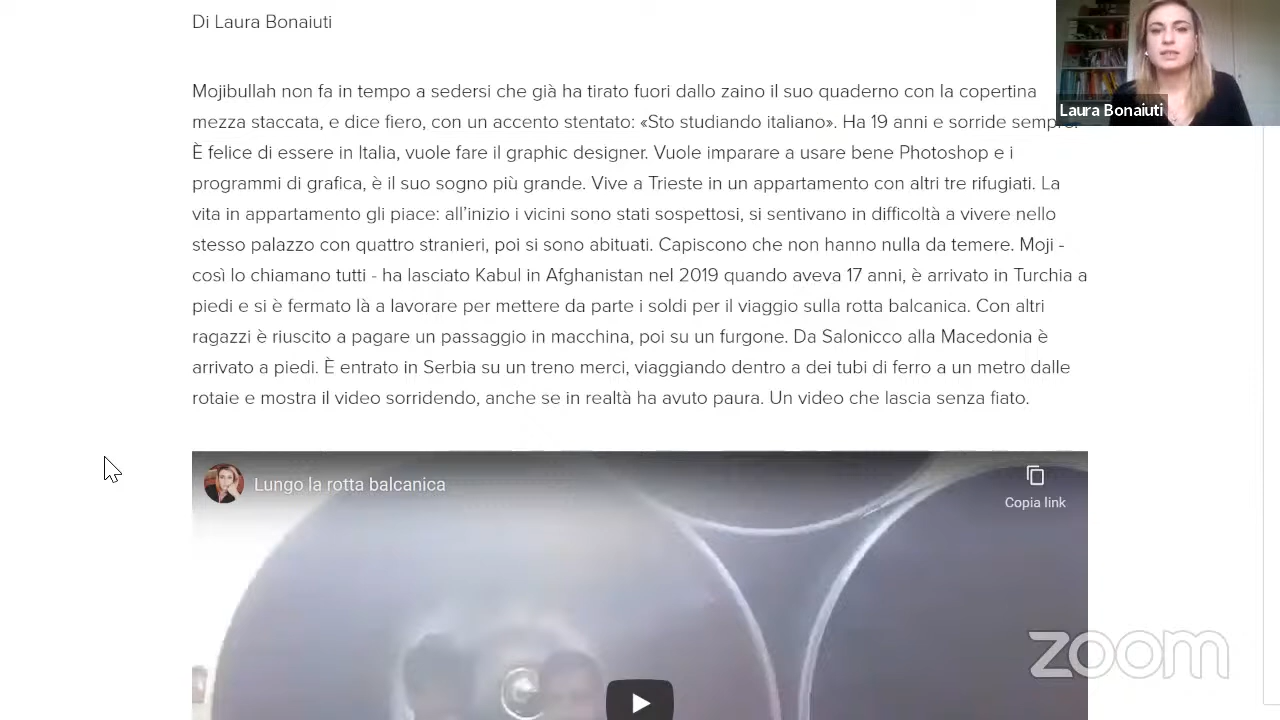 Di Laura Bonaiuti
Mojibullah non fa in tempo a sedersi che già ha tirato fuori dallo zaino il suo quaderno con la copertina
mezza staccata, e dice fiero, con un accento stentato: «Sto studiando italiano». Ha 19 anni e sorride sempre.
È felice di essere in Italia, vuole fare il graphic designer. Vuole imparare a usare bene Photoshop e i
programmi di grafica, è il suo sogno più grande. Vive a Trieste in un appartamento con altri tre rifugiati. La
vita in appartamento gli piace: all’inizio i vicini sono stati sospettosi, si sentivano in difficoltà a vivere nello
stesso palazzo con quattro stranieri, poi si sono abituati. Capiscono che non hanno nulla da temere. Moji -
così lo chiamano tutti - ha lasciato Kabul in Afghanistan nel 2019 quando aveva 17 anni, è arrivato in Turchia a
piedi e si è fermato là a lavorare per mettere da parte i soldi per il viaggio sulla rotta balcanica. Con altri
ragazzi è riuscito a pagare un passaggio in macchina, poi su un furgone. Da Salonicco alla Macedonia è
arrivato a piedi. È entrato in Serbia su un treno merci, viaggiando dentro a dei tubi di ferro a un metro dalle
rotaie e mostra il video sorridendo, anche se in realtà ha avuto paura. Un video che lascia senza fiato.
Laura Bonaiuti
Lungo la rotta balcanica
Copia link
zoom